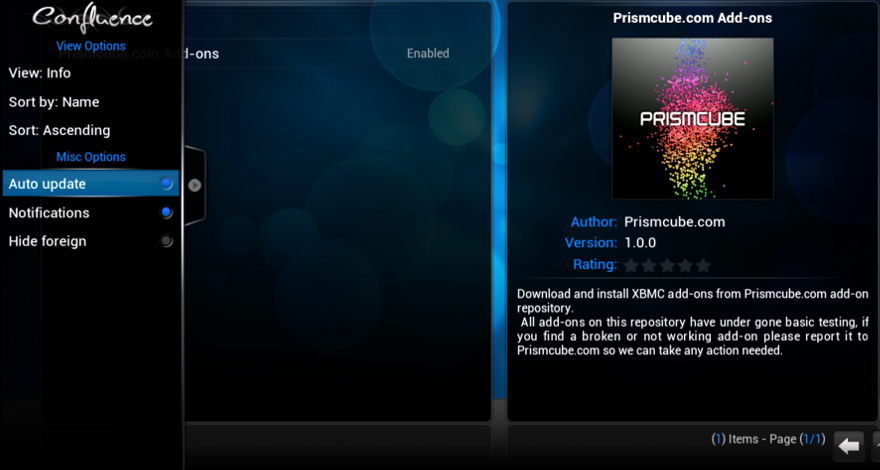 Confluence
View Options
View: Info
Sort by: Name
Sort: Ascending
Misc Options
Auto update
Notifications
Hide foreign
Prismcube.com Add-ons
Enabled
Prismcube.com Add-ons
PRISMCUBE
Author: Prismcube.com
Version: 1.0.0
Rating:
Download and install XBMC add-ons from Prismcube.com add-on
repository.
All add-ons on this repository have under gone basic testing, if
you find a broken or not working add-on please report it to
Prismcube.com so we can take any action needed.
(1) Items - Page (1/1)